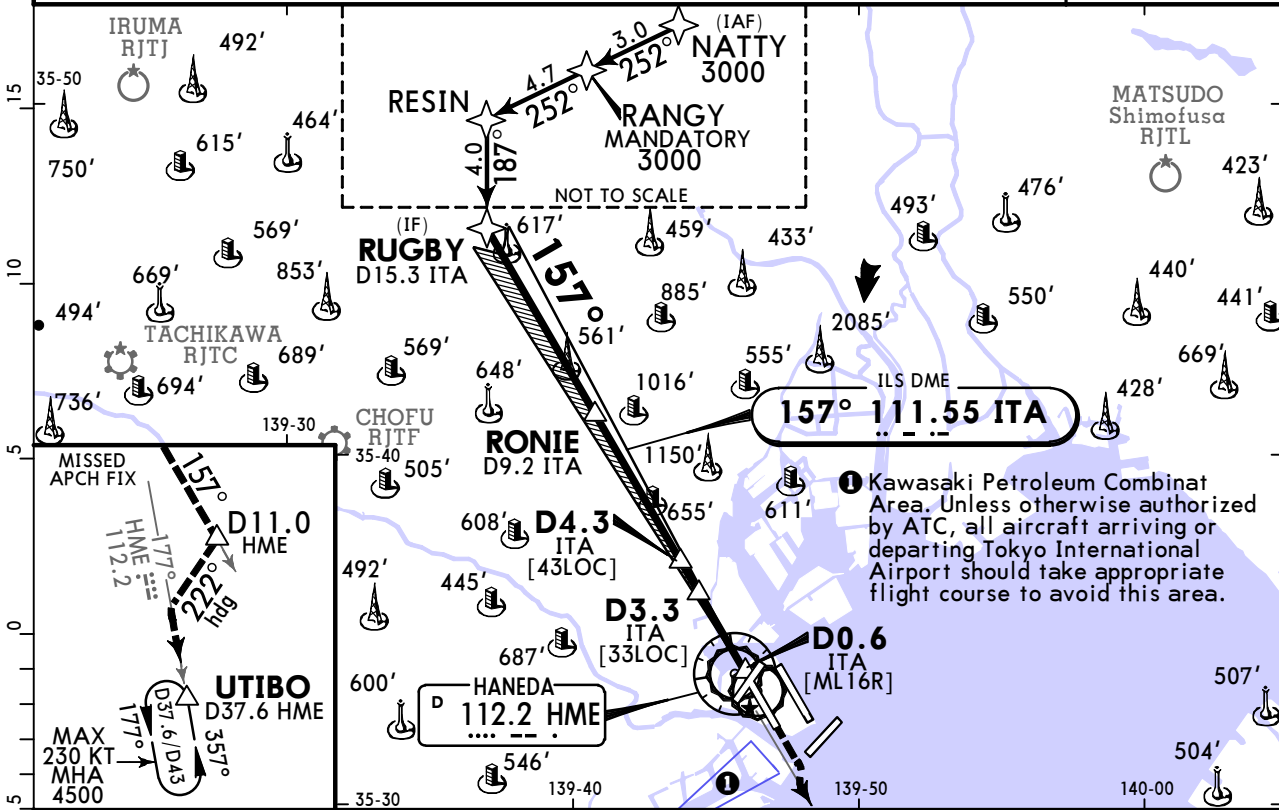 IRUMA
RJTJ
492'
35-50
15
750'
615'
464'
(IAF)
NATTY
3000
3.0
252°
4.7
252°
RESIN
RANGY
MANDATORY
3000
4.0
187°
NOT TO SCALE
MATSUDO
Shimofusa
RJTL
423'
476'
493'
(IF)
RUGBY
D15.3 ITA
617'
157°
459'
433'
569'
10
669'
853'
494'
885'
2085'
550'
440'
441'
TACHIKAWA
RJTC
689'
694'
569'
561'
648'
1016'
555'
669'
428'
736'
139-30
5
CHOFU
RJTF
35-40
505'
RONIE
D9.2 ITA
ILS DME
157° 111.55 ITA
1150'
655'
611'
1 Kawasaki Petroleum Combinat
Area. Unless otherwise authorized
by ATC, all aircraft arriving or
departing Tokyo International
Airport should take appropriate
flight course to avoid this area.
MISSED
APCH FIX
157°
D11.0
HME
177°
HME
112.2
222°
hdg
UTIBO
D37.6 HME
D37.6/D43
177°
357°
MAX
230 KT
MHA
4500
608'
D4.3
ITA
[43LOC]
492'
445'
0
D3.3
ITA
[33LOC]
687'
D0.6
ITA
[ML16R]
600'
HANEDA
D
112.2 HME
507'
504'
546'
1
5
35-30
139-40
139-50
140-00